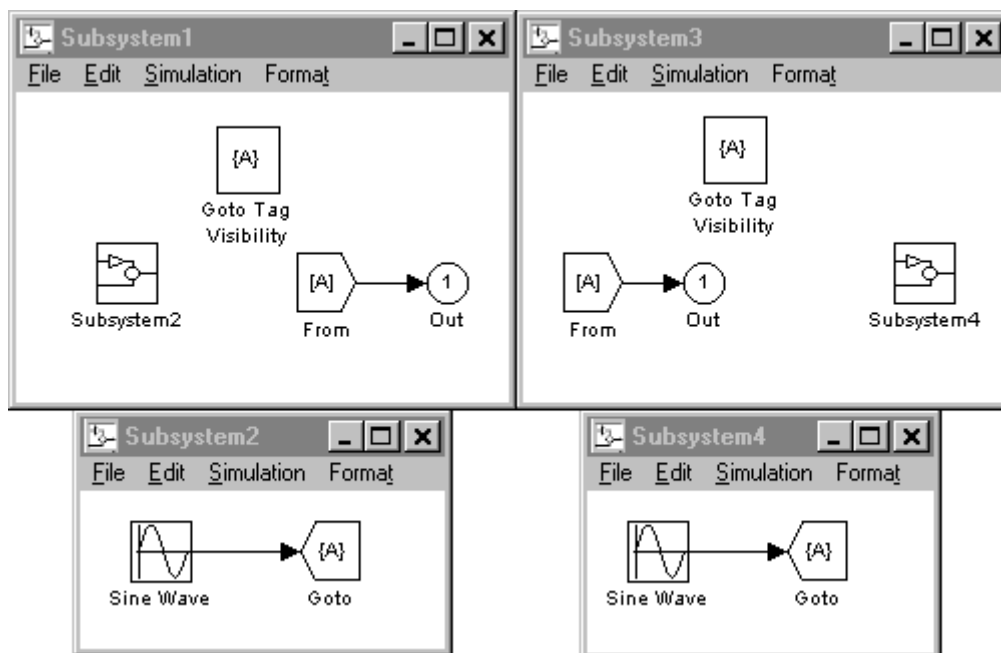 Subsystem1
File Edit Simulation Format
{A}
Goto Tag
Visibility
Subsystem2
[A]
From
1
Out
Subsystem3
File Edit Simulation Format
{A}
Goto Tag
Visibility
[A]
From
1
Out
Subsystem4
Subsystem2
File Edit Simulation Format
Sine Wave
{A}
Goto
Subsystem4
File Edit Simulation Format
Sine Wave
{A}
Goto